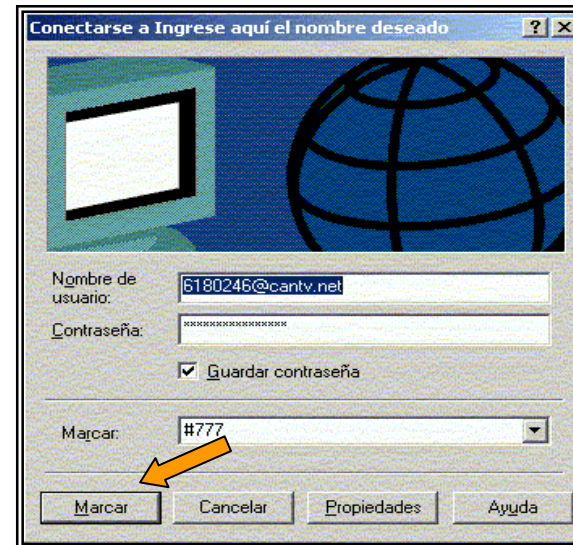 Conectarse a Ingrese aquí el nombre deseado
Nombre de
usuario:
6180246@cantv.net
Contraseña:
****************
Guardar contraseña
Marcar:
#777
Marcar
Cancelar
Propiedades
Ayuda